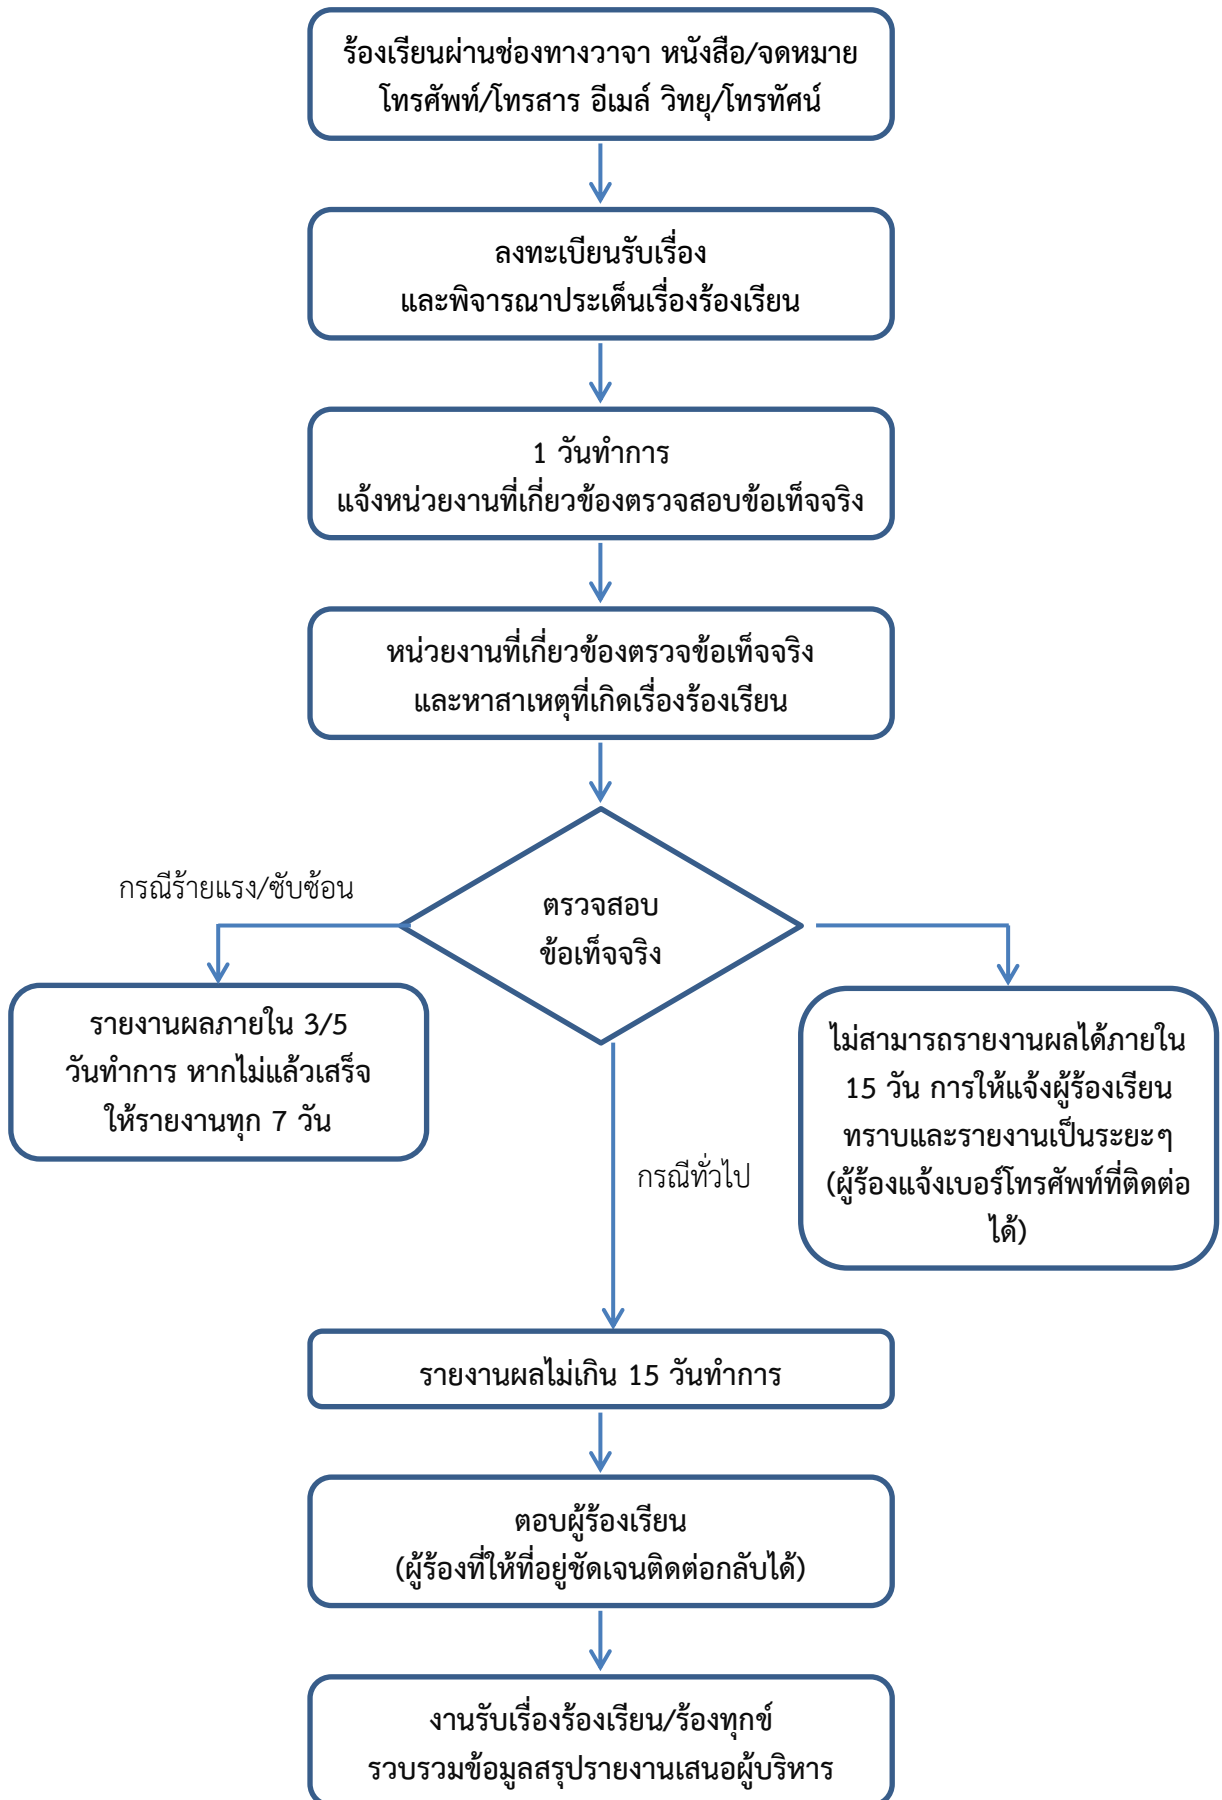 ร้องเรียนผ่านช่องทางวาจา หนังสือ/จดหมาย
โทรศัพท์/โทรสาร อีเมล์ วิทยุ/โทรทัศน์
ลงทะเบียนรับเรื่อง
และพิจารณาประเด็นเรื่องร้องเรียน
1 วันทำการ
แจ้งหน่วยงานที่เกี่ยวข้องตรวจสอบข้อเท็จจริง
หน่วยงานที่เกี่ยวข้องตรวจข้อเท็จจริง
และหาสาเหตุที่เกิดเรื่องร้องเรียน
ตรวจสอบ
ข้อเท็จจริง
กรณีร้ายแรง/ซับซ้อน
รายงานผลภายใน 3/5
วันทำการ หากไม่แล้วเสร็จ
ให้รายงานทุก 7 วัน
ไม่สามารถรายงานผลได้ภายใน
15 วัน การให้แจ้งผู้ร้องเรียน
ทราบและรายงานเป็นระยะๆ
(ผู้ร้องแจ้งเบอร์โทรศัพท์ที่ติดต่อ
ได้)
กรณีทั่วไป
รายงานผลไม่เกิน 15 วันทำการ
ตอบผู้ร้องเรียน
(ผู้ร้องที่ให้ที่อยู่ชัดเจนติดต่อกลับได้)
งานรับเรื่องร้องเรียน/ร้องทุกข์
รวบรวมข้อมูลสรุปรายงานเสนอผู้บริหาร